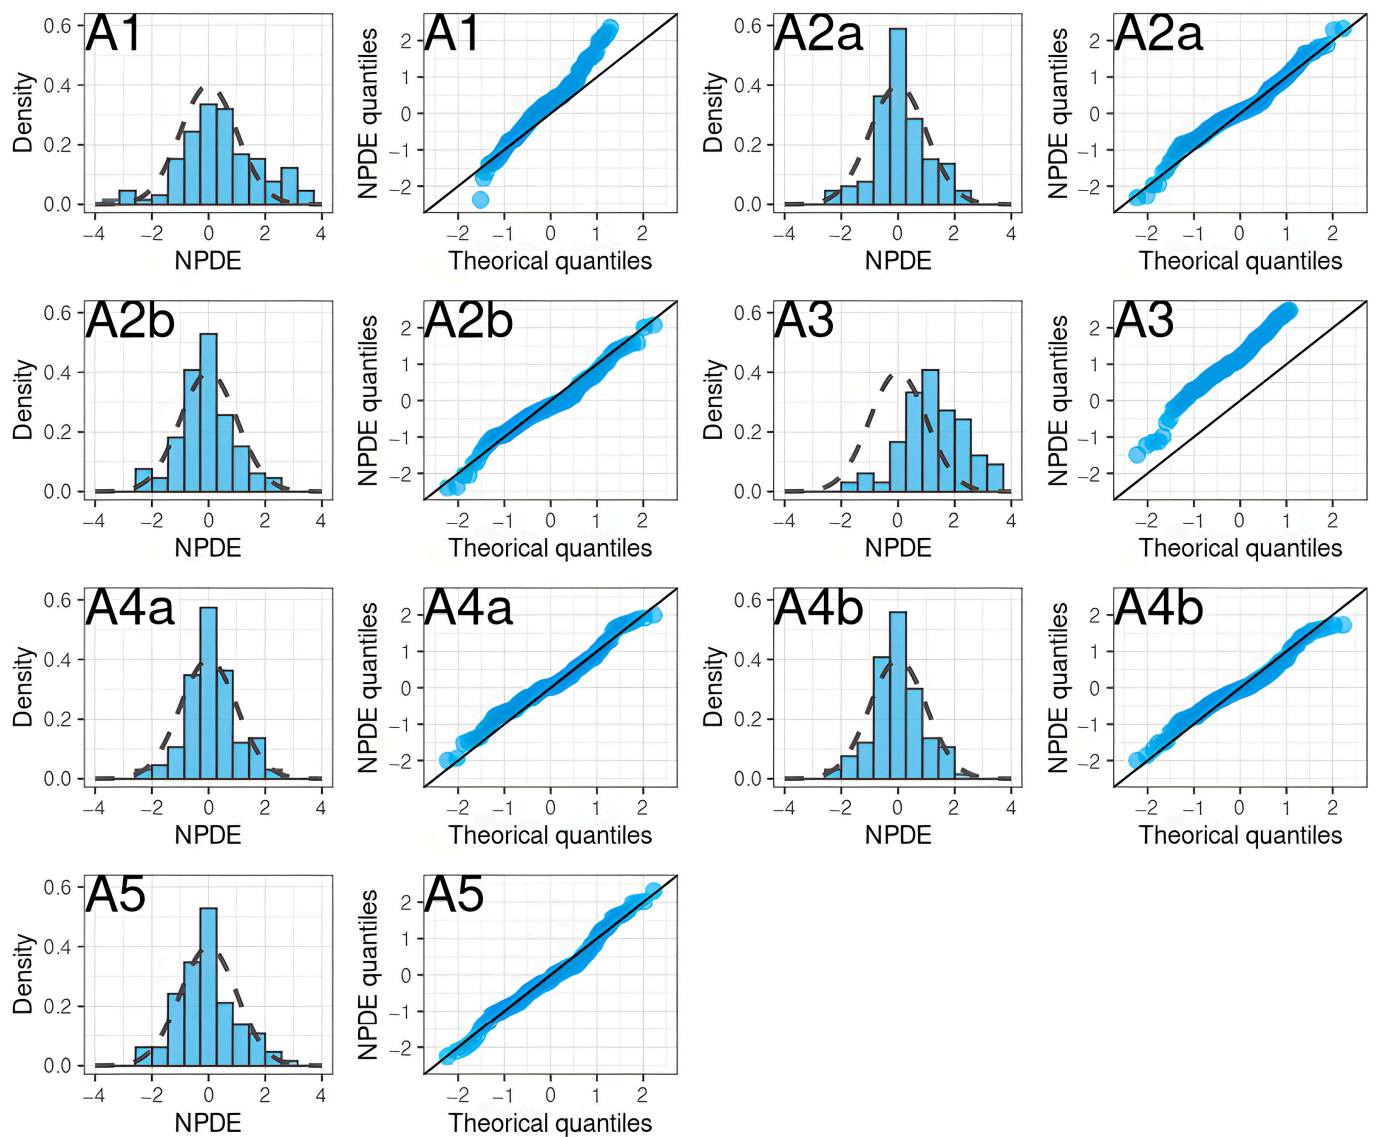 A1
Density
0.6
0.4
0.2
0.0
−4 −2 0 2 4
NPDE
A1
NPDE quantiles
2
1
0
−1
−2
−2 −1 0 1 2
Theorical quantiles
A2a
Density
0.6
0.4
0.2
0.0
−4 −2 0 2 4
NPDE
A2a
NPDE quantiles
2
1
0
−1
−2
−2 −1 0 1 2
Theorical quantiles
A2b
Density
0.6
0.4
0.2
0.0
−4 −2 0 2 4
NPDE
A2b
NPDE quantiles
2
1
0
−1
−2
−2 −1 0 1 2
Theorical quantiles
A3
Density
0.6
0.4
0.2
0.0
−4 −2 0 2 4
NPDE
A3
NPDE quantiles
2
1
0
−1
−2
−2 −1 0 1 2
Theorical quantiles
A4a
Density
0.6
0.4
0.2
0.0
−4 −2 0 2 4
NPDE
A4a
NPDE quantiles
2
1
0
−1
−2
−2 −1 0 1 2
Theorical quantiles
A4b
Density
0.6
0.4
0.2
0.0
−4 −2 0 2 4
NPDE
A4b
NPDE quantiles
2
1
0
−1
−2
−2 −1 0 1 2
Theorical quantiles
A5
Density
0.6
0.4
0.2
0.0
−4 −2 0 2 4
NPDE
A5
NPDE quantiles
2
1
0
−1
−2
−2 −1 0 1 2
Theorical quantiles